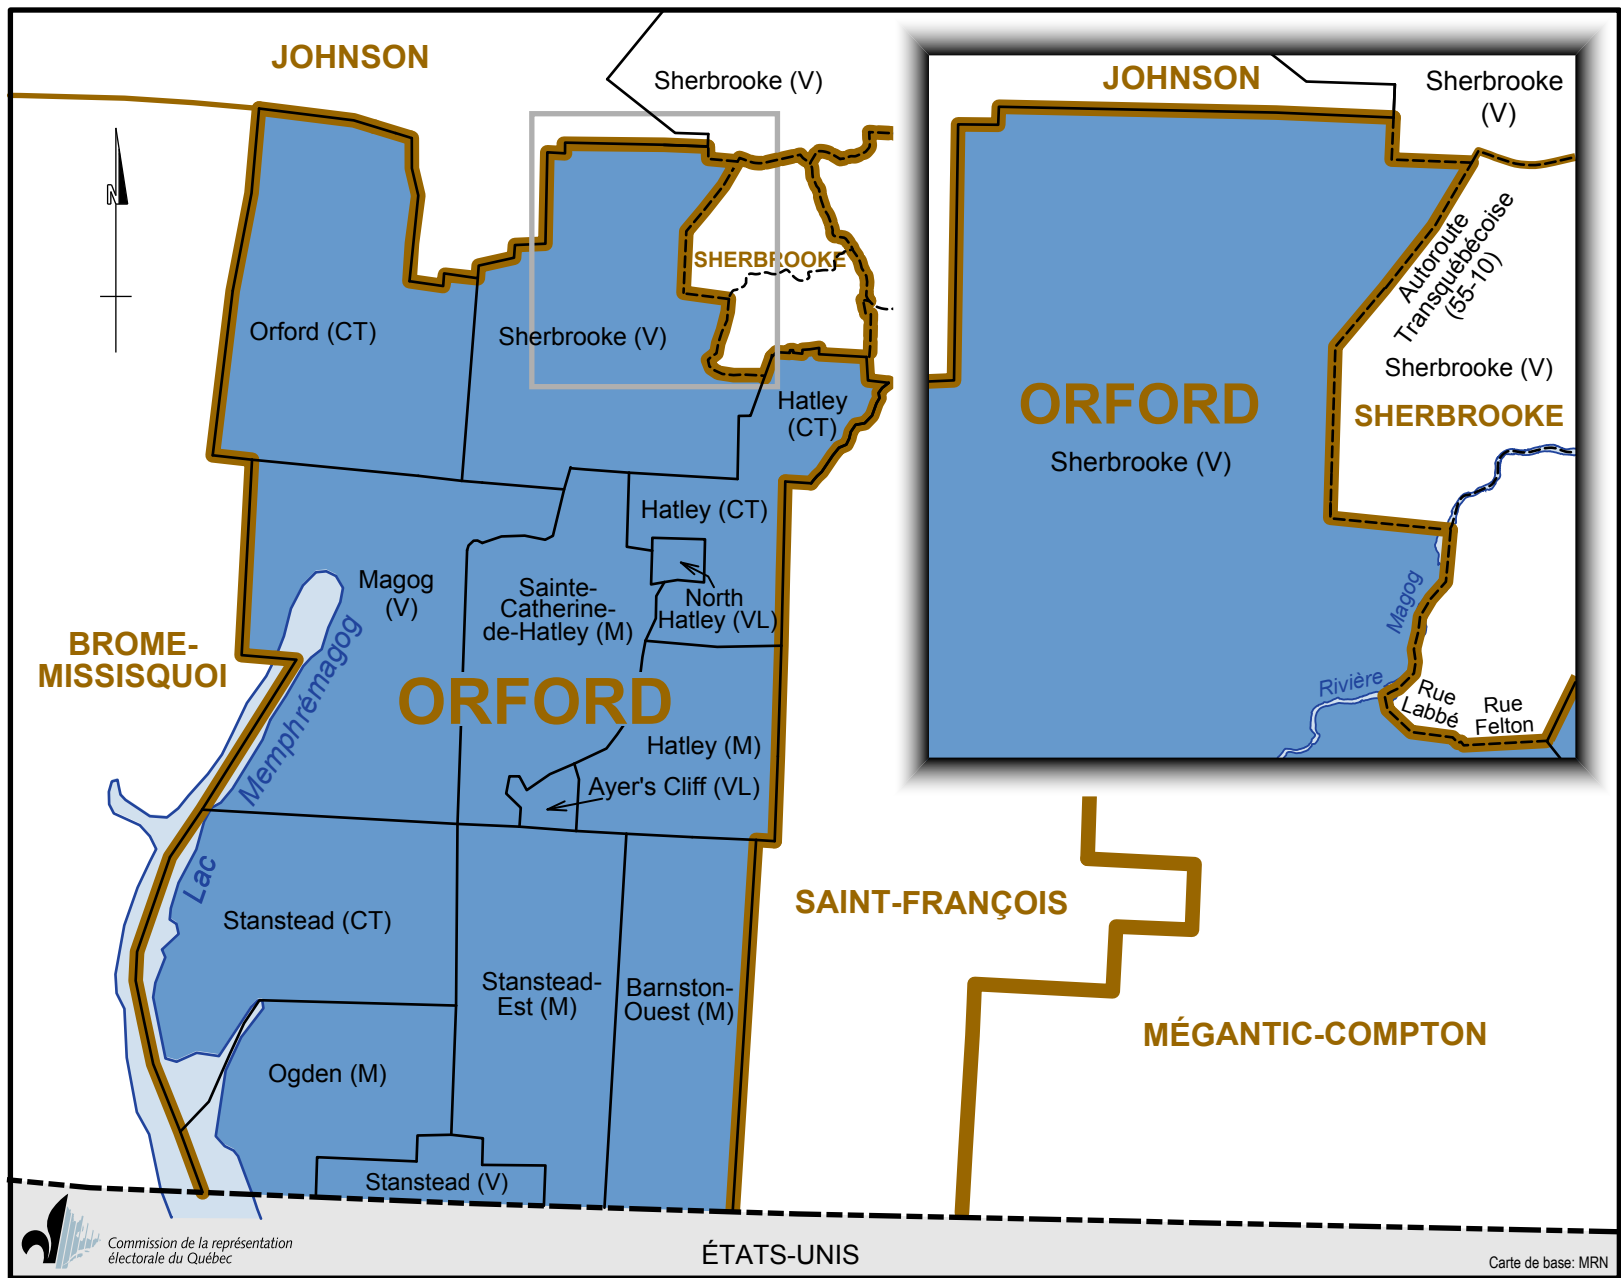 JOHNSON
Sherbrooke (V)
N
SHERBROOKE
Orford (CT)
Sherbrooke (V)
Hatley
(CT)
Hatley (CT)
Magog
(V)
Sainte-
Catherine-
de-Hatley (M)
North
Hatley (VL)
BROME-
MISSISQUOI
Lac
Memphrémagog
ORFORD
Hatley (M)
Ayer's Cliff (VL)
Stanstead (CT)
Stanstead-
Est (M)
Barnston-
Ouest (M)
Ogden (M)
Stanstead (V)
SAINT-FRANÇOIS
MÉGANTIC-COMPTON
JOHNSON
Sherbrooke
(V)
Autoroute
Transquébécoise
(55-10)
Sherbrooke (V)
SHERBROOKE
ORFORD
Sherbrooke (V)
Rivière
Magog
Rue
Labbé
Rue
Felton
Commission de la représentation
électorale du Québec
ÉTATS-UNIS
Carte de base: MRN